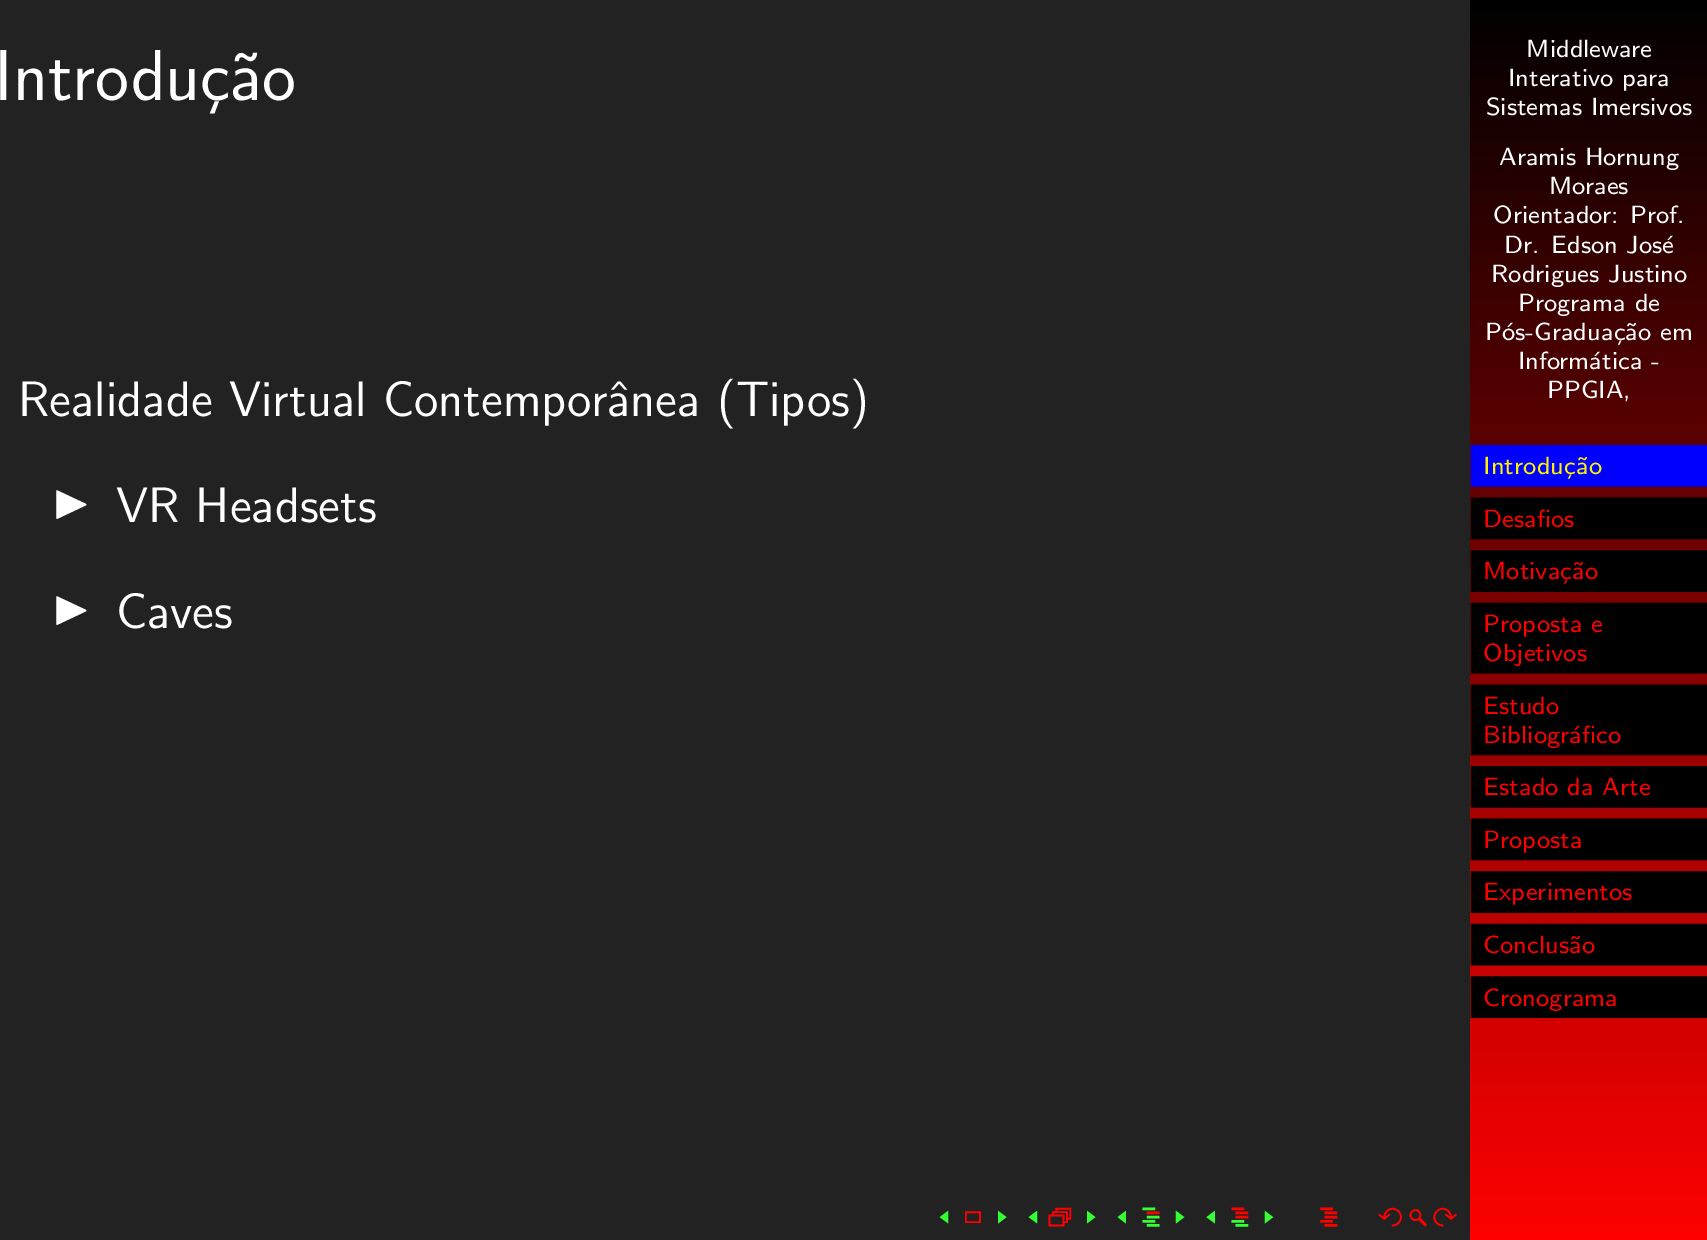 Introdução
Realidade Virtual Contemporânea (Tipos)
VR Headsets
Caves
Middleware
Interativo para
Sistemas Imersivos
Aramis Hornung
Moraes
Orientador: Prof.
Dr. Edson José
Rodrigues Justino
Programa de
Pós-Graduação em
Informática -
PPGIA,
Introdução
Desafios
Motivação
Proposta e
Objetivos
Estudo
Bibliográfico
Estado da Arte
Proposta
Experimentos
Conclusão
Cronograma